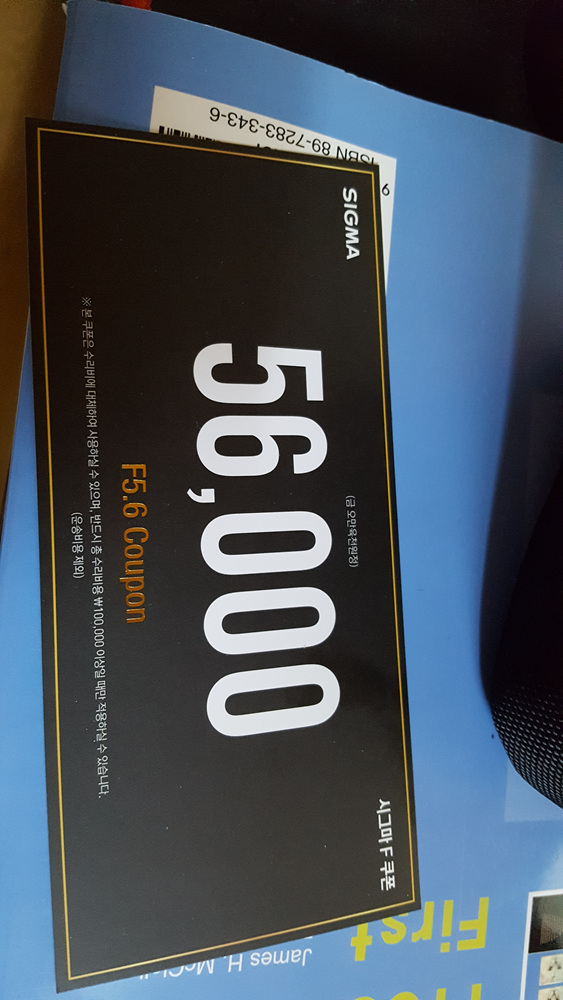 SIGMA
시그마 F 쿠폰
(금 오만육천원정)
56,000
F5.6 Coupon
※ 본 쿠폰은 수리비에 대체하여 사용하실 수 있으며, 반드시 총 수리비용 ₩100,000 이상일 때만 적용하실 수 있습니다.
(운송비용 제외)
ISBN 89-7283-343-6
9
James H.
First